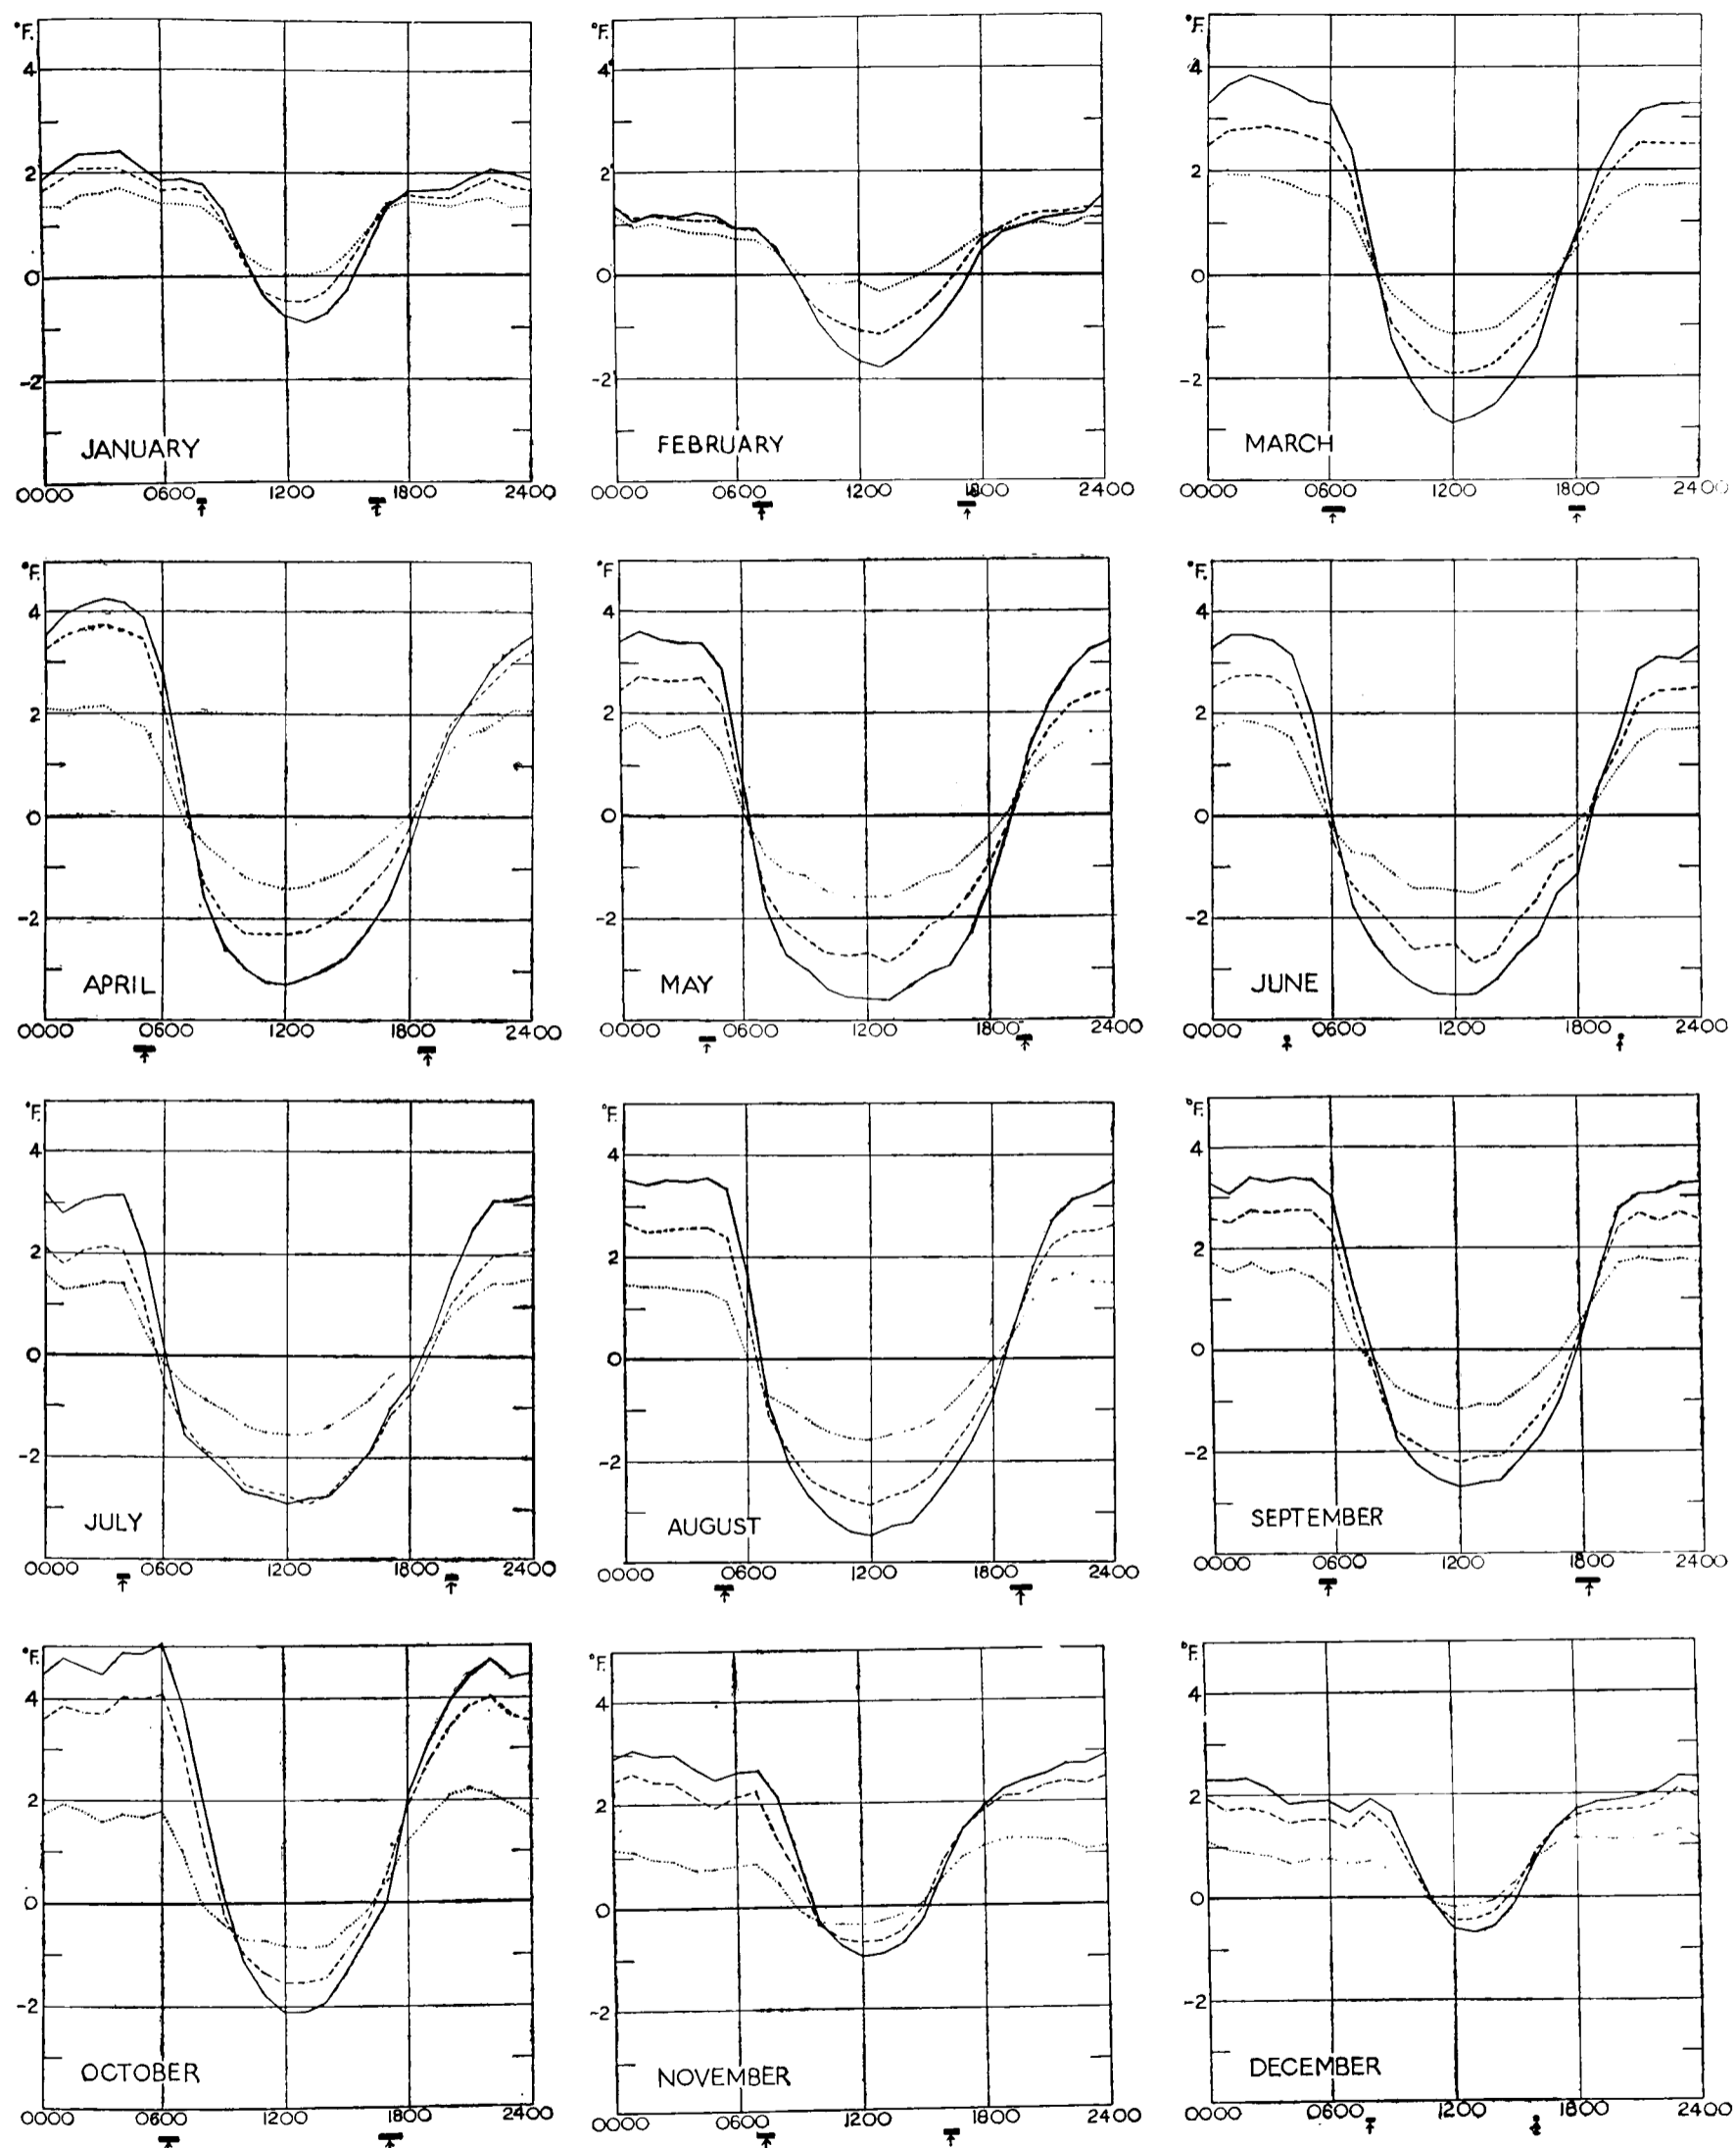 °F. °F. °F.
4 4 4
2 2 2
0 0 0
-2 -2 -2
JANUARY FEBRUARY MARCH
0000 0600 1200 1800 2400 0000 0600 1200 1800 2400 0000 0600 1200 1800 2400
°F. °F °F.
4 4 4
2 2 2
0 0 0
-2 -2 -2
APRIL MAY JUNE
0000 0600 1200 1800 2400 0000 0600 1200 1800 2400 0000 0600 1200 1800 2400
°F. °F. °F.
4 4 4
2 2 2
0 0 0
-2 -2 -2
JULY AUGUST SEPTEMBER
0000 0600 1200 1800 2400 0000 0600 1200 1800 2400 0000 0600 1200 1800 2400
°F. °F. °F.
4 4 4
2 2 2
0 0 0
-2 -2 -2
OCTOBER NOVEMBER DECEMBER
0000 0600 1200 1800 2400 0000 0600 1200 1800 2400 0000 0600 1200 1800 2400